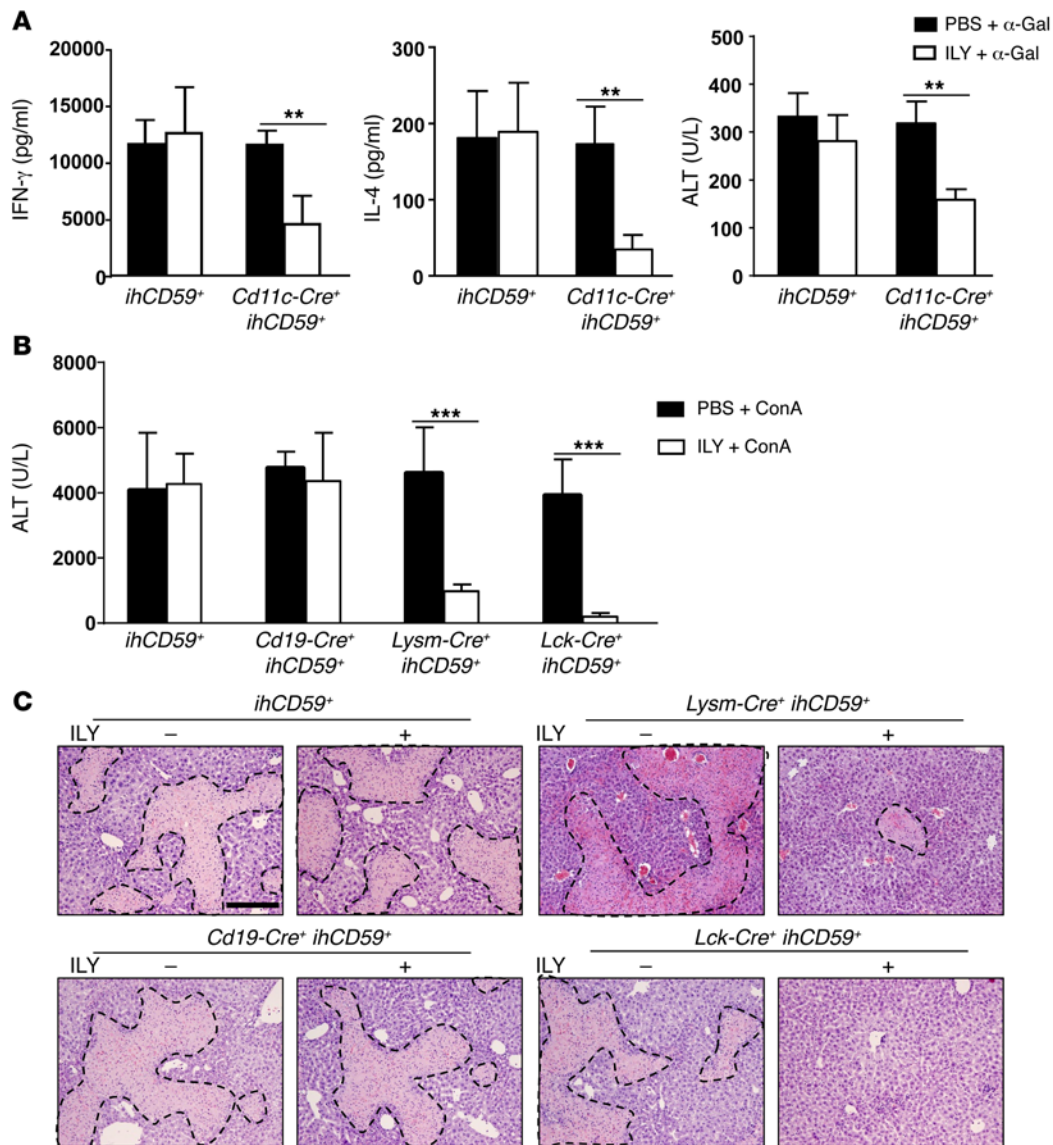 A
PBS + α-Gal
ILY + α-Gal
IFN-γ (pg/ml)
20000
15000
10000
5000
0
**
ihCD59⁺
Cd11c-Cre⁺
ihCD59⁺
IL-4 (pg/ml)
300
200
100
0
**
ihCD59⁺
Cd11c-Cre⁺
ihCD59⁺
ALT (U/L)
500
400
300
200
100
0
**
ihCD59⁺
Cd11c-Cre⁺
ihCD59⁺
B
ALT (U/L)
8000
6000
4000
2000
0
***
***
PBS + ConA
ILY + ConA
ihCD59⁺
Cd19-Cre⁺
ihCD59⁺
Lysm-Cre⁺
ihCD59⁺
Lck-Cre⁺
ihCD59⁺
C
ihCD59⁺
ILY − +
Lysm-Cre⁺ ihCD59⁺
ILY − +
Cd19-Cre⁺ ihCD59⁺
ILY − +
Lck-Cre⁺ ihCD59⁺
ILY − +